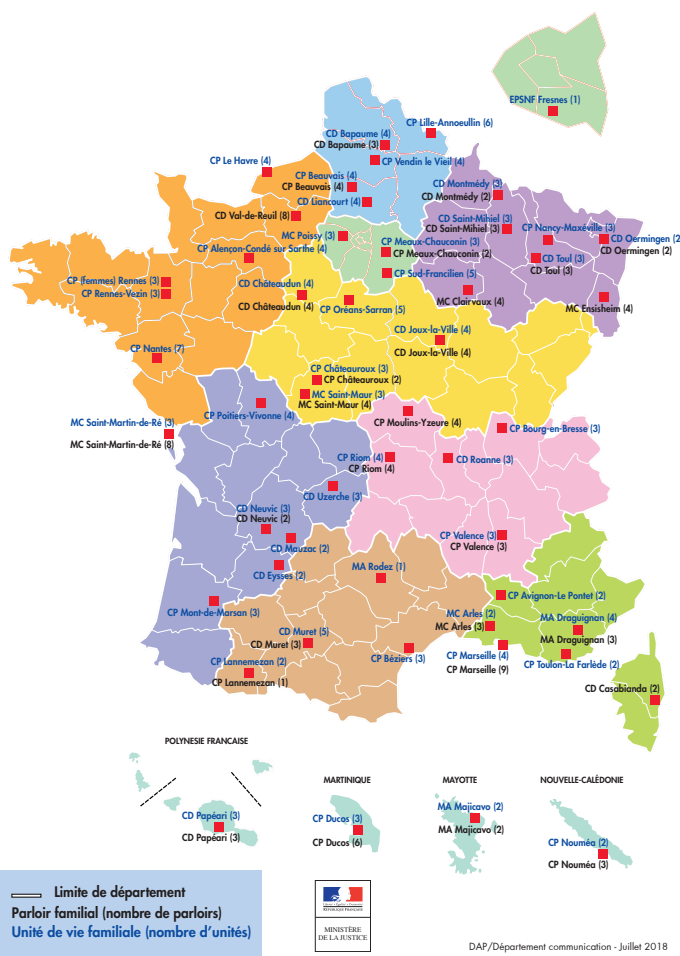 EPSNF Fresnes (1)
CP Lille-Annoeullin (6)
CD Bapaume (4)
CD Bapaume (3)
CP Vendin le Vieil (4)
CP Le Havre (4)
CP Beauvais (4)
CP Beauvais (4)
CD Liancourt (4)
CD Montmédy (3)
CD Montmédy (2)
CD Val-de-Reuil (8)
CD Saint-Mihiel (3)
CD Saint-Mihiel (3)
CP Nancy-Maxéville (3)
CD Oermingen (2
CD Oermingen (2)
MC Poissy (3)
CP Meaux-Chauconin (3)
CP Meaux-Chauconin (2)
CP Alençon-Condé sur Sarthe (4)
CD Toul (3)
CD Toul (3)
CP Sud-Francilien (5)
CP (femmes) Rennes (3)
CP Rennes-Vezin (3)
CD Châteaudun (4)
CD Châteaudun (4)
CP Oréans-Sarran (5)
MC Clairvaux (4)
MC Ensisheim (4)
CD Joux-la-Ville (4)
CD Joux-la-Ville (4)
CP Nantes (7)
CP Châteauroux (3)
CP Châteauroux (2)
MC Saint-Maur (3)
MC Saint-Maur (4)
CP Poitiers-Vivonne (4)
MC Saint-Martin-de-Ré (3)
MC Saint-Martin-de-Ré (8)
CP Moulins-Yzeure (4)
CP Bourg-en-Bresse (3)
CP Riom (4)
CP Riom (4)
CD Roanne (3)
CD Uzerche (3)
CD Neuvic (3)
CD Neuvic (2)
CD Mauzac (2)
CP Valence (3)
CP Valence (3)
CD Eysses (2)
MA Rodez (1)
CP Avignon-Le Pontet (2)
CP Mont-de-Marsan (3)
MC Arles (2)
MC Arles (3)
MA Draguignan (4)
MA Draguignan (3)
CD Muret (5)
CD Muret (3)
CP Béziers (3)
CP Marseille (4)
CP Marseille (9)
CP Toulon-La Farlède (2)
CP Lannemezan (2)
CP Lannemezan (1)
CD Casabianda (2)
POLYNESIE FRANCAISE
CD Papéari (3)
CD Papéari (3)
MARTINIQUE
CP Ducos (3)
CP Ducos (6)
MAYOTTE
MA Majicavo (2)
MA Majicavo (2)
NOUVELLE-CALÉDONIE
CP Nouméa (2)
CP Nouméa (3)
Limite de département
Parloir familial (nombre de parloirs)
Unité de vie familiale (nombre d'unités)
RÉPUBLIQUE FRANÇAISE
MINISTÈRE
DE LA JUSTICE
DAP/Département communication - Juillet 2018